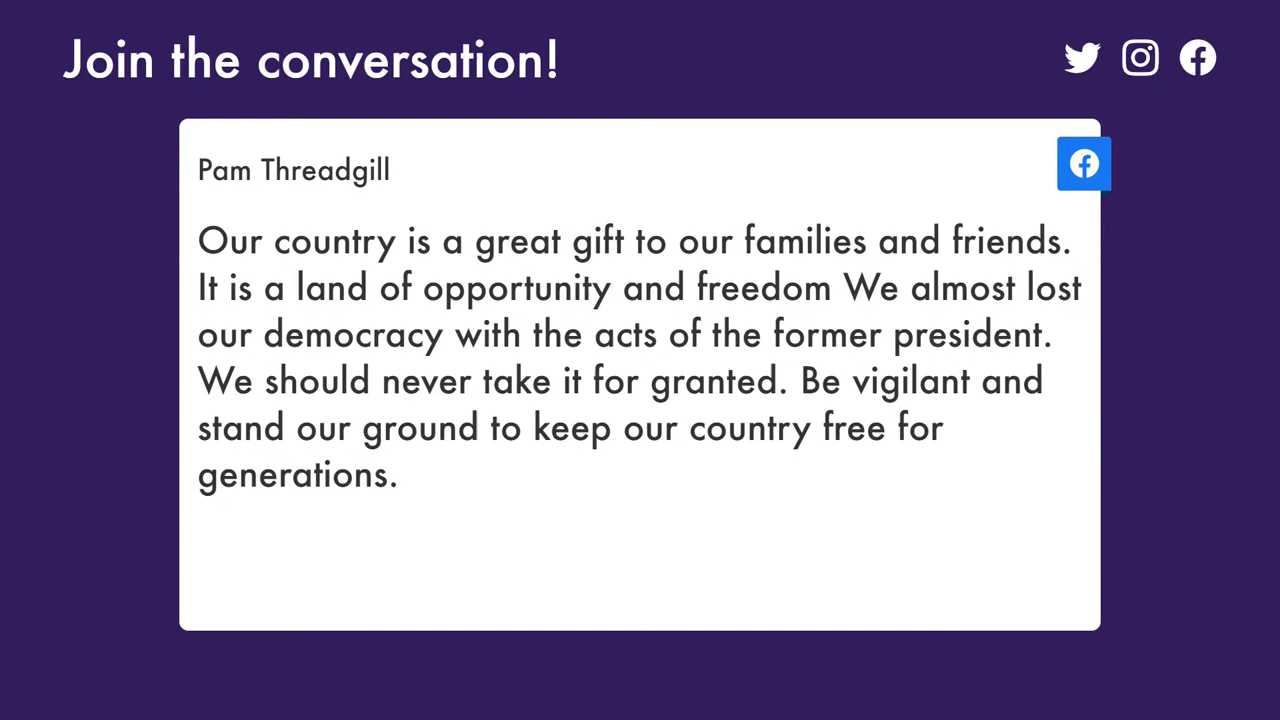 Join the conversation!
Pam Threadgill
Our country is a great gift to our families and friends.
It is a land of opportunity and freedom We almost lost
our democracy with the acts of the former president.
We should never take it for granted. Be vigilant and
stand our ground to keep our country free for
generations.